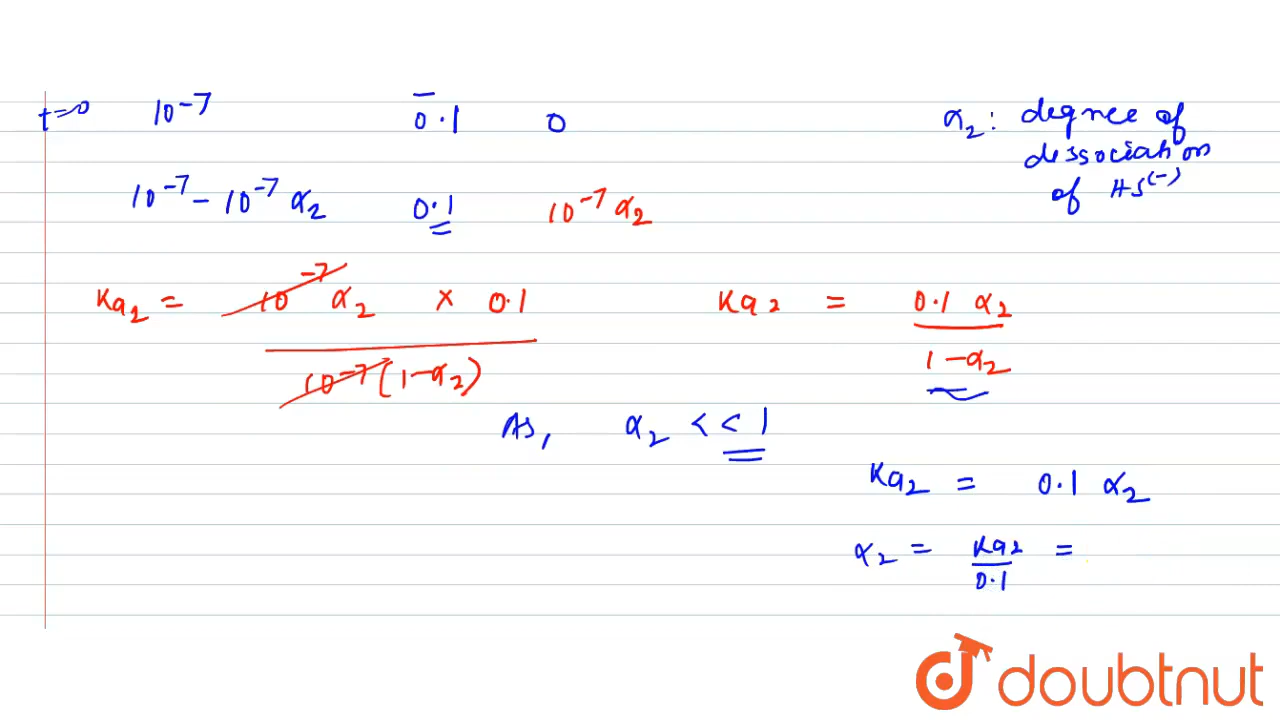 t=0 10⁻⁷ 0.1 0 α₂: degree of
dissociation
10⁻⁷ – 10⁻⁷ α₂ 0.1 10⁻⁷ α₂ of HS⁽⁻⁾
Ka₂ = 10⁻⁷ α₂ × 0.1 / 10⁻⁷(1-α₂) Ka₂ = 0.1 α₂ / 1-α₂
As, α₂ << 1
Ka₂ = 0.1 α₂
α₂ = Ka₂ / 0.1 =
doubtnut